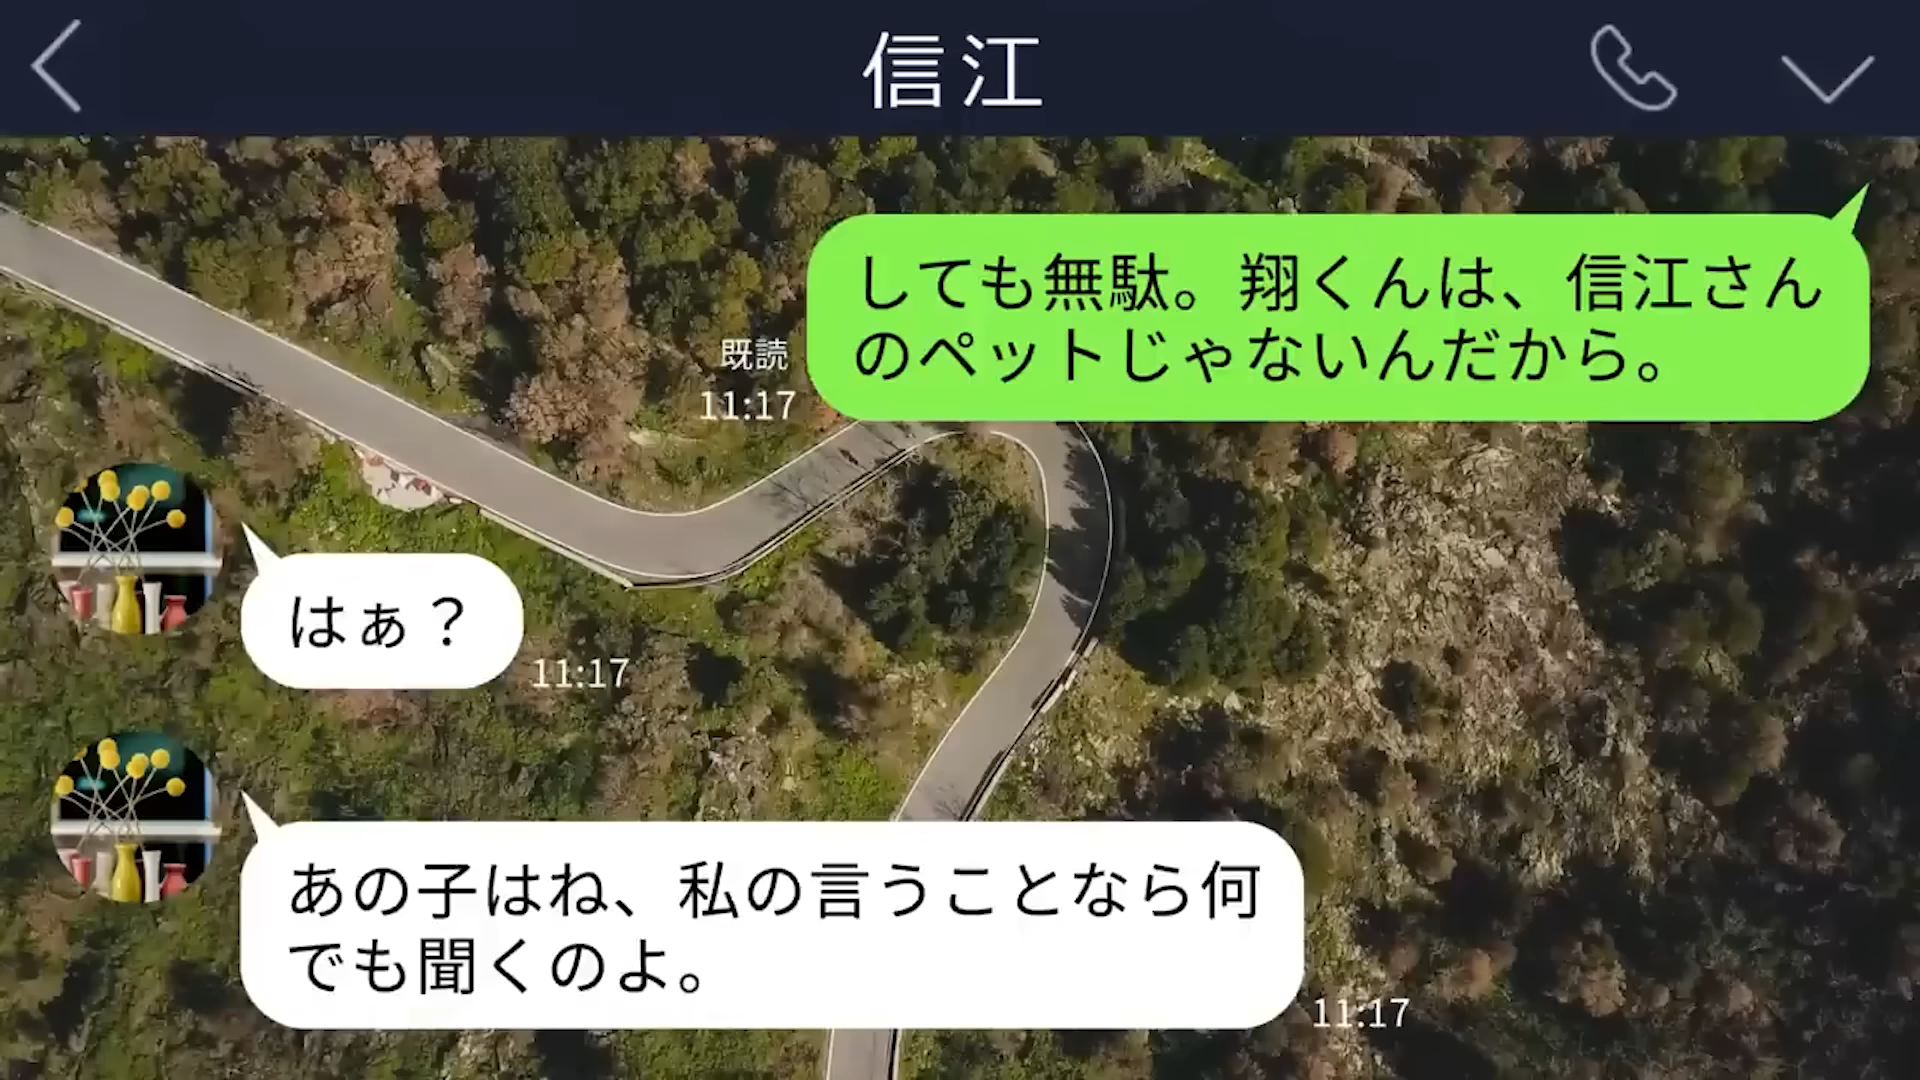 信江
しても無駄。翔くんは、信江さん
のペットじゃないんだから。
既読
11:17
はぁ？
11:17
あの子はね、私の言うことなら何
でも聞くのよ。
11:17